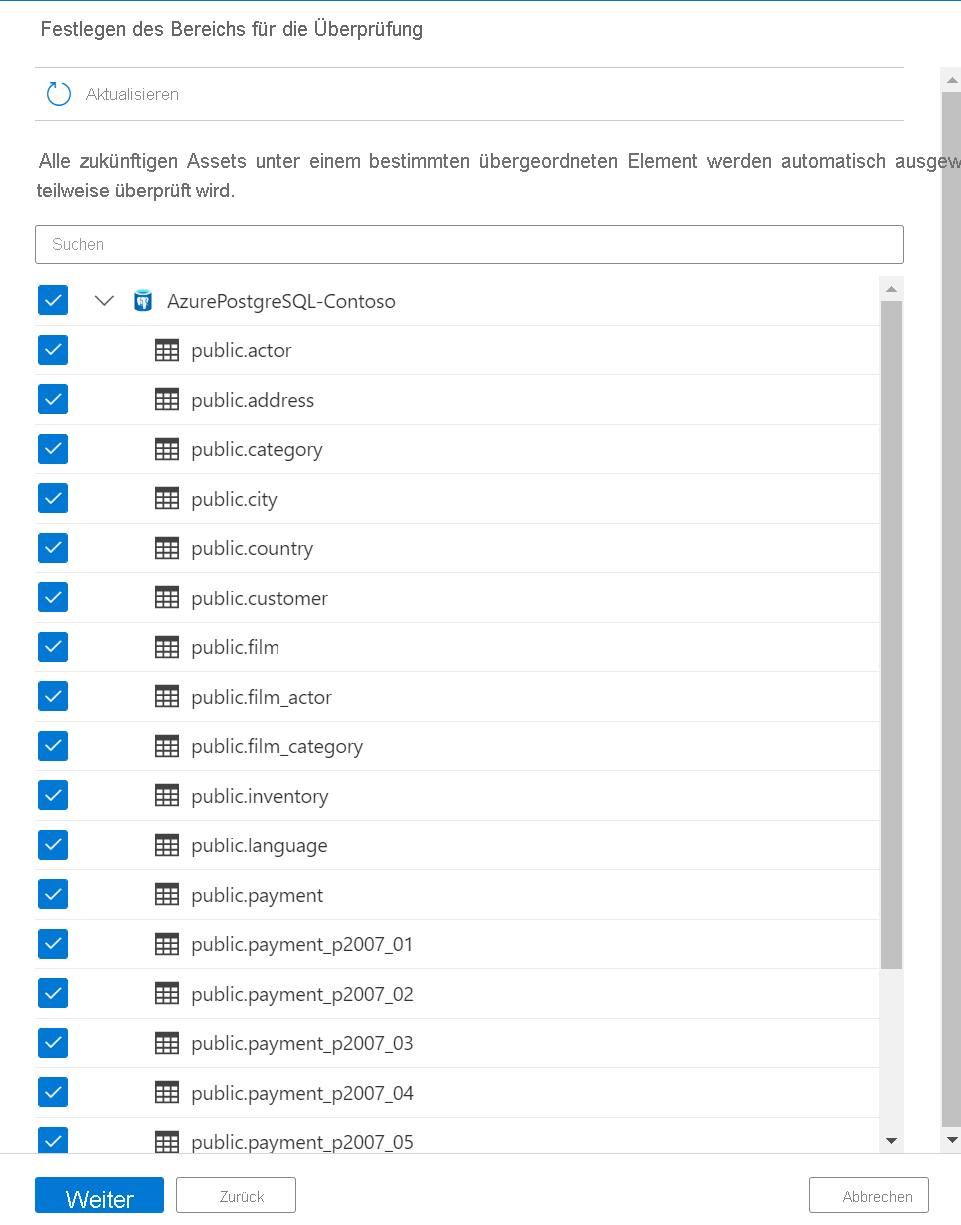 Festlegen des Bereichs für die Überprüfung
Aktualisieren
Alle zukünftigen Assets unter einem bestimmten übergeordneten Element werden automatisch ausgew
teilweise überprüft wird.
Suchen
AzurePostgreSQL-Contoso
public.actor
public.address
public.category
public.city
public.country
public.customer
public.film
public.film_actor
public.film_category
public.inventory
public.language
public.payment
public.payment_p2007_01
public.payment_p2007_02
public.payment_p2007_03
public.payment_p2007_04
public.payment_p2007_05
Weiter Zurück Abbrechen